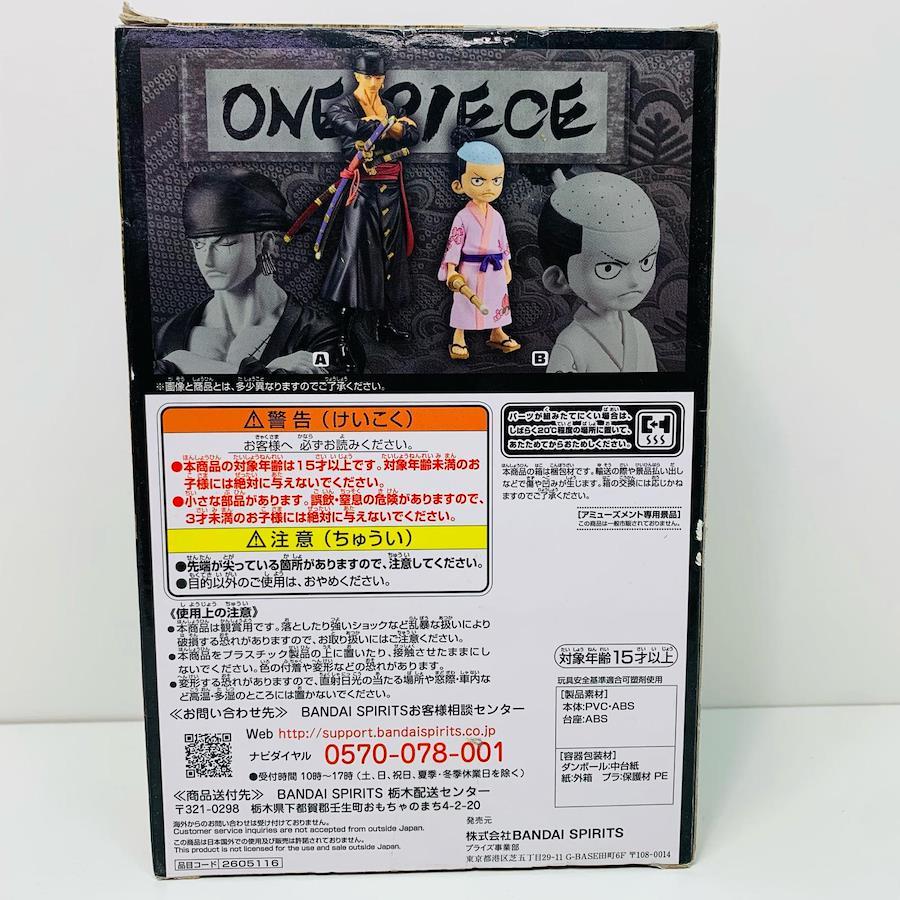 ONE PIECE
A
B
※画像と商品とは、多少異なりますのでご了承ください。
⚠警告（けいこく）
お客様へ 必ずお読みください。
●本商品の対象年齢は15才以上です。対象年齢未満のお
子様には絶対に与えないでください。
●小さな部品があります。誤飲・窒息の危険がありますので、
3才未満のお子様には絶対に与えないでください。
⚠注意（ちゅうい）
●先端が尖っている箇所がありますので、注意してください。
●目的以外のご使用は、おやめください。
パーツが組みたてにくい場合は、
しばらく20℃程度の場所に置いて、
あたためてからおためしください。
SSS
本商品の箱は梱包材です。輸送の際や景品払い出し
などで傷や凹みが生じます。箱の交換には応じかね
ますのでご了承ください。
[アミューズメント専用景品]
この商品は一般市販されておりません。
《使用上の注意》
●本商品は観賞用です。落としたり強いショックなど乱暴な扱いにより
破損する恐れがありますので、お取り扱いにはご注意ください。
●本商品をプラスチック製品の上に置いたり、接触させたままにし
ないでください。色の付着や変形などの恐れがあります。
●変形する恐れがありますので、直射日光の当たる場所や窓際・車内な
ど高温・多湿のところには置かないでください。
≪お問い合わせ先≫ BANDAI SPIRITSお客様相談センター
Web http://support.bandaispirits.co.jp
ナビダイヤル 0570-078-001
●受付時間 10時～17時（土、日、祝日、夏季・冬季休業日を除く）
≪商品送付先≫ BANDAI SPIRITS 栃木配送センター
〒321-0298 栃木県下都賀郡壬生町おもちゃのまち4-2-20
海外からのお問い合わせは受け付けておりません。
Customer service inquiries are not accepted from outside Japan.
この商品は日本国外での使用及び販売は許諾されておりません。
This product is not licensed for the use and sale outside Japan.
品目コード 2605116
対象年齢15才以上
玩具安全基準適合可塑剤使用
[製品素材]
本体:PVC・ABS
台座:ABS
[容器包装材]
ダンボール:中台紙
紙:外箱 プラ:保護材 PE
発売元
株式会社BANDAI SPIRITS
プライズ事業部
東京都港区芝五丁目29-11 G-BASE田町6F 〒108-0014